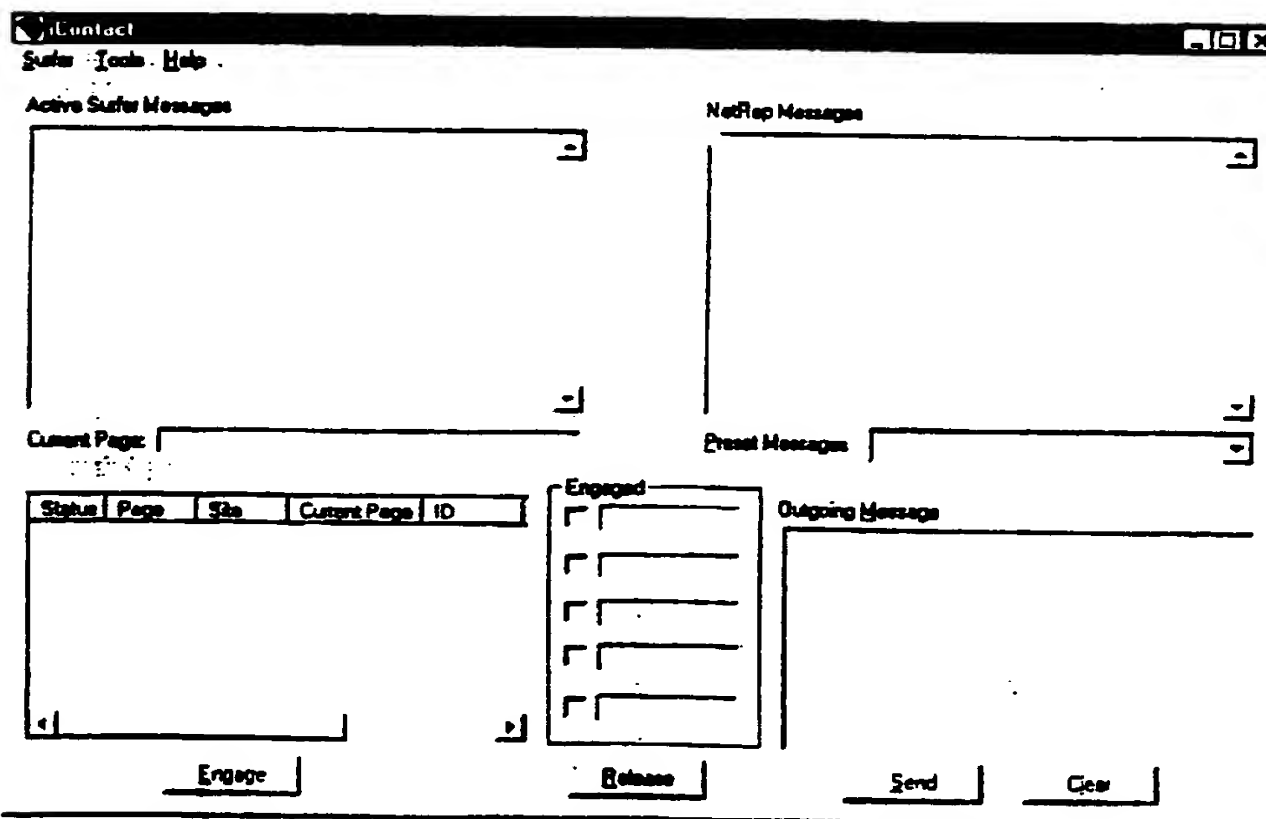 iContact
Surfer Tools Help
Active Surfer Messages
NetRep Messages
Current Page:
Preset Messages
Status Page Site Current Page ID
Engaged
Outgoing Message
Engage
Release
Send
Clear